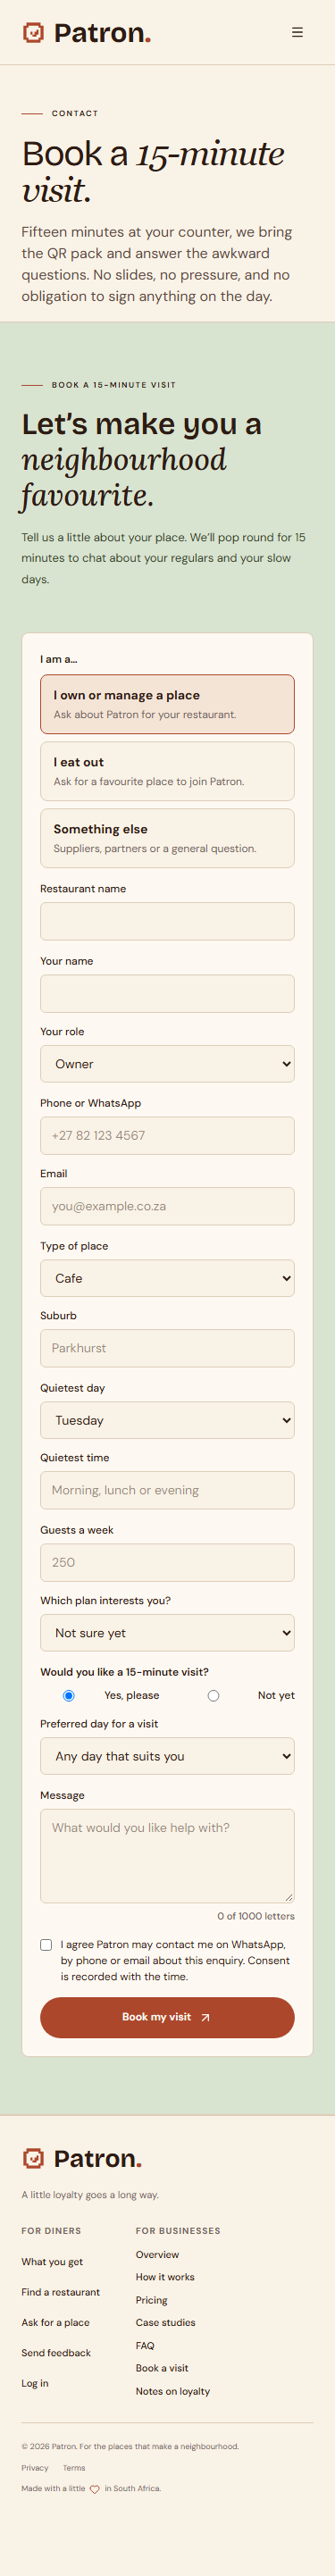 Patron.
CONTACT
Book a 15-minute
visit.
Fifteen minutes at your counter, we bring
the QR pack and answer the awkward
questions. No slides, no pressure, and no
obligation to sign anything on the day.
BOOK A 15-MINUTE VISIT
Let’s make you a
neighbourhood
favourite.
Tell us a little about your place. We’ll pop round for 15
minutes to chat about your regulars and your slow
days.
I am a…
I own or manage a place
Ask about Patron for your restaurant.
I eat out
Ask for a favourite place to join Patron.
Something else
Suppliers, partners or a general question.
Restaurant name
Your name
Your role
Owner
Phone or WhatsApp
+27 82 123 4567
Email
you@example.co.za
Type of place
Cafe
Suburb
Parkhurst
Quietest day
Tuesday
Quietest time
Morning, lunch or evening
Guests a week
250
Which plan interests you?
Not sure yet
Would you like a 15-minute visit?
Yes, please Not yet
Preferred day for a visit
Any day that suits you
Message
What would you like help with?
0 of 1000 letters
I agree Patron may contact me on WhatsApp,
by phone or email about this enquiry. Consent
is recorded with the time.
Book my visit
Patron.
A little loyalty goes a long way.
FOR DINERS
What you get
Find a restaurant
Ask for a place
Send feedback
Log in
FOR BUSINESSES
Overview
How it works
Pricing
Case studies
FAQ
Book a visit
Notes on loyalty
© 2026 Patron. For the places that make a neighbourhood.
Privacy Terms
Made with a little in South Africa.